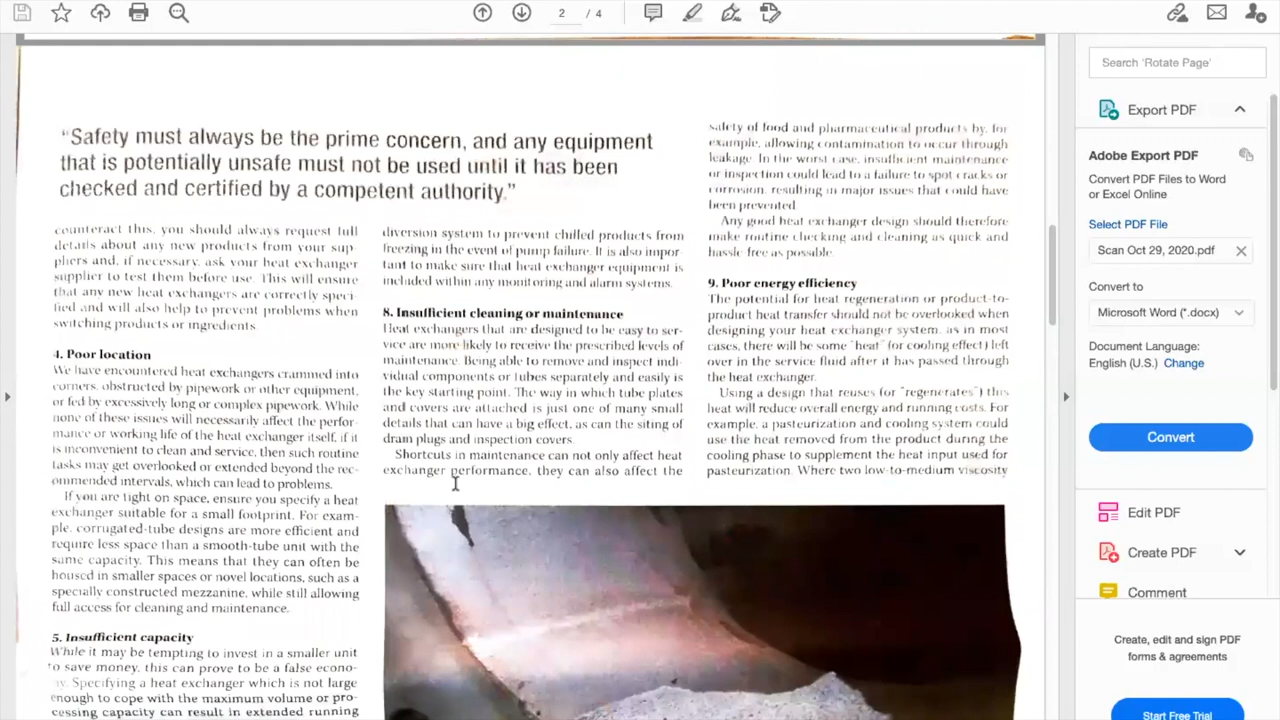 2 / 4
"Safety must always be the prime concern, and any equipment
that is potentially unsafe must not be used until it has been
checked and certified by a competent authority."
counteract this, you should always request full
details about any new products from your sup-
pliers and, if necessary, ask your heat exchanger
supplier to test them before use. This will ensure
that any new heat exchangers are correctly speci-
fied and will also help to prevent problems when
switching products or ingredients.
4. Poor location
We have encountered heat exchangers crammed into
corners, obstructed by pipework or other equipment,
or fed by excessively long or complex pipework. While
none of these issues will necessarily affect the perfor-
mance or working life of the heat exchanger itself, if it
is inconvenient to clean and service, then such routine
tasks may get overlooked or extended beyond the rec-
ommended intervals, which can lead to problems.
If you are tight on space, ensure you specify a heat
exchanger suitable for a small footprint. For exam-
ple, corrugated-tube designs are more efficient and
require less space than a smooth-tube unit with the
same capacity. This means that they can often be
housed in smaller spaces or novel locations, such as a
specially constructed mezzanine, while still allowing
full access for cleaning and maintenance.
5. Insufficient capacity
While it may be tempting to invest in a smaller unit
to save money, this can prove to be a false econo-
my. Specifying a heat exchanger which is not large
enough to cope with the maximum volume or pro-
cessing capacity can result in extended running
diversion system to prevent chilled products from
freezing in the event of pump failure. It is also impor-
tant to make sure that heat exchanger equipment is
included within any monitoring and alarm systems.
8. Insufficient cleaning or maintenance
Heat exchangers that are designed to be easy to ser-
vice are more likely to receive the prescribed levels of
maintenance. Being able to remove and inspect indi-
vidual components or tubes separately and easily is
the key starting point. The way in which tube plates
and covers are attached is just one of many small
details that can have a big effect, as can the siting of
drain plugs and inspection covers.
Shortcuts in maintenance can not only affect heat
exchanger performance, they can also affect the
safety of food and pharmaceutical products by, for
example, allowing contamination to occur through
leakage. In the worst case, insufficient maintenance
or inspection could lead to a failure to spot cracks or
corrosion, resulting in major issues that could have
been prevented.
Any good heat exchanger design should therefore
make routine checking and cleaning as quick and
hassle free as possible.
9. Poor energy efficiency
The potential for heat regeneration or product-to-
product heat transfer should not be overlooked when
designing your heat exchanger system, as in most
cases, there will be some "heat" (or cooling effect) left
over in the service fluid after it has passed through
the heat exchanger.
Using a design that reuses (or "regenerates") this
heat will reduce overall energy and running costs. For
example, a pasteurization and cooling system could
use the heat removed from the product during the
cooling phase to supplement the heat input used for
pasteurization. Where two low-to-medium viscosity
Search 'Rotate Page'
Export PDF
Adobe Export PDF
Convert PDF Files to Word
or Excel Online
Select PDF File
Scan Oct 29, 2020.pdf
Convert to
Microsoft Word (*.docx)
Document Language:
English (U.S.) Change
Convert
Edit PDF
Create PDF
Comment
Create, edit and sign PDF
forms & agreements
Start Free Trial